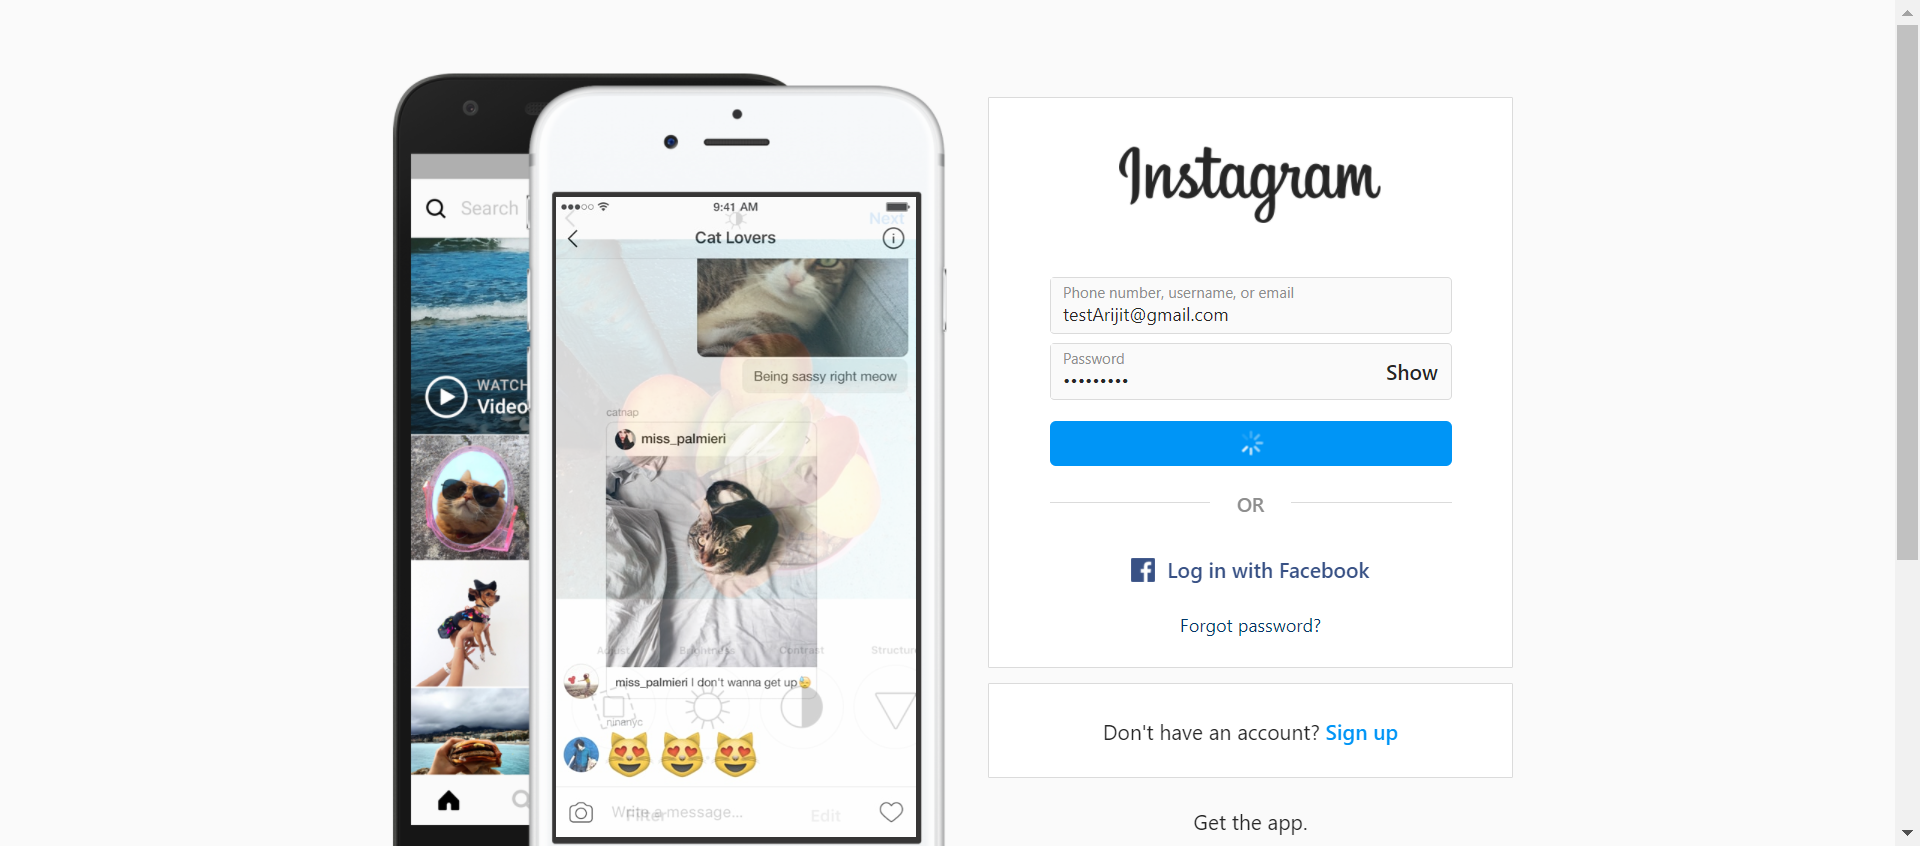 Search
WATCH
Video
9:41 AM
Next
Cat Lovers
Being sassy right meow
catnap
miss_palmieri
Adjust Brightness Contrast Structure
miss_palmieri I don't wanna get up😥
ninanyc
😻😻😻
Write a message...
Filter Edit
Instagram
Phone number, username, or email
testArijit@gmail.com
Password
•••••••••
Show
OR
Log in with Facebook
Forgot password?
Don't have an account? Sign up
Get the app.